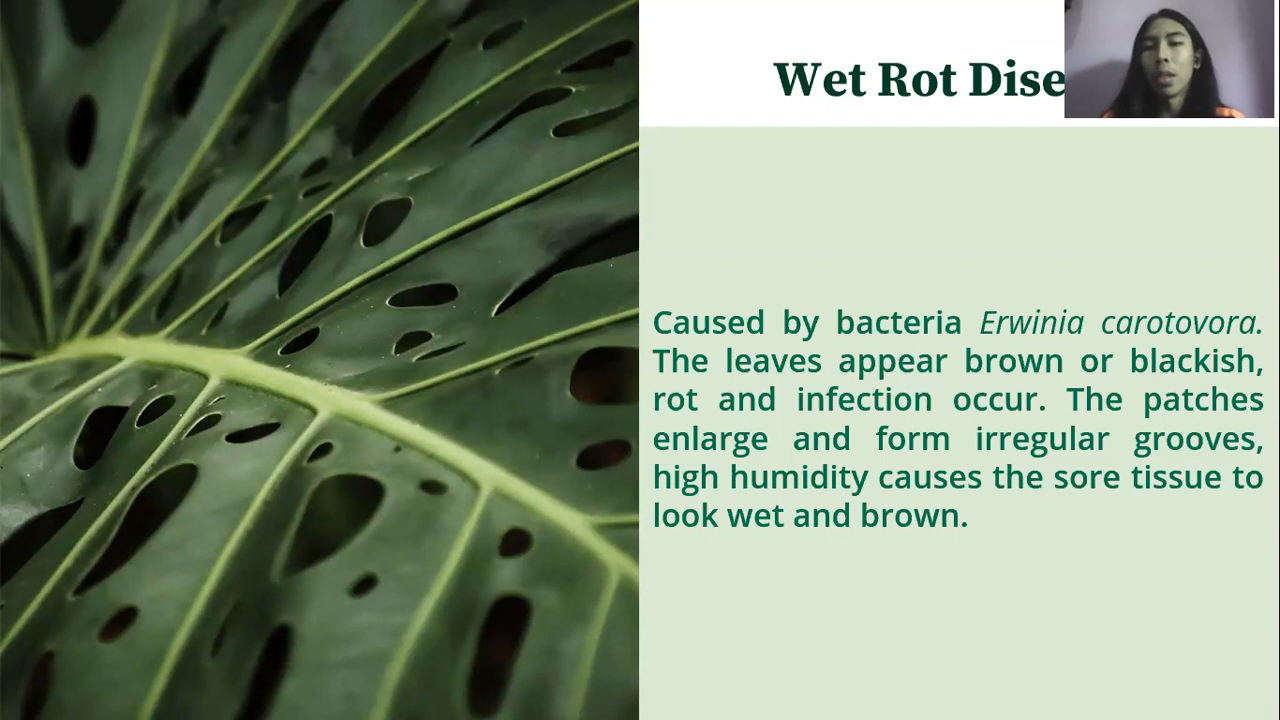 Wet Rot Dise
Caused by bacteria Erwinia carotovora.
The leaves appear brown or blackish,
rot and infection occur. The patches
enlarge and form irregular grooves,
high humidity causes the sore tissue to
look wet and brown.